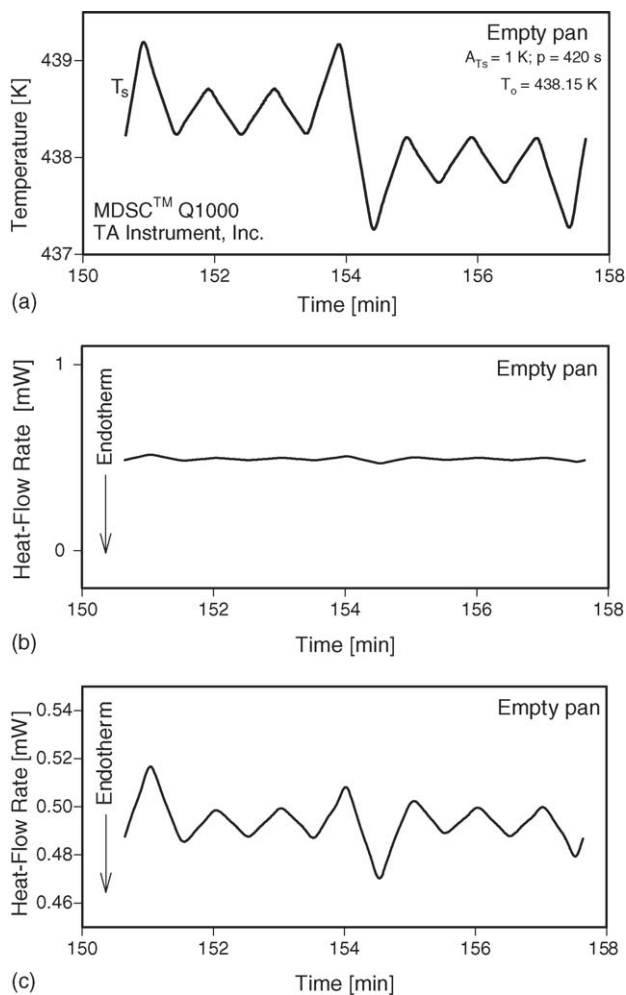 Empty pan
A_Ts = 1 K; p = 420 s
T_o = 438.15 K
T_s
439
438
437
Temperature [K]
MDSC™ Q1000
TA Instrument, Inc.
150
152
154
156
158
(a)
Time [min]
Empty pan
1
0
Heat-Flow Rate [mW]
Endotherm
150
152
154
156
158
(b)
Time [min]
Empty pan
0.54
0.52
0.50
0.48
0.46
Heat-Flow Rate [mW]
Endotherm
150
152
154
156
158
(c)
Time [min]